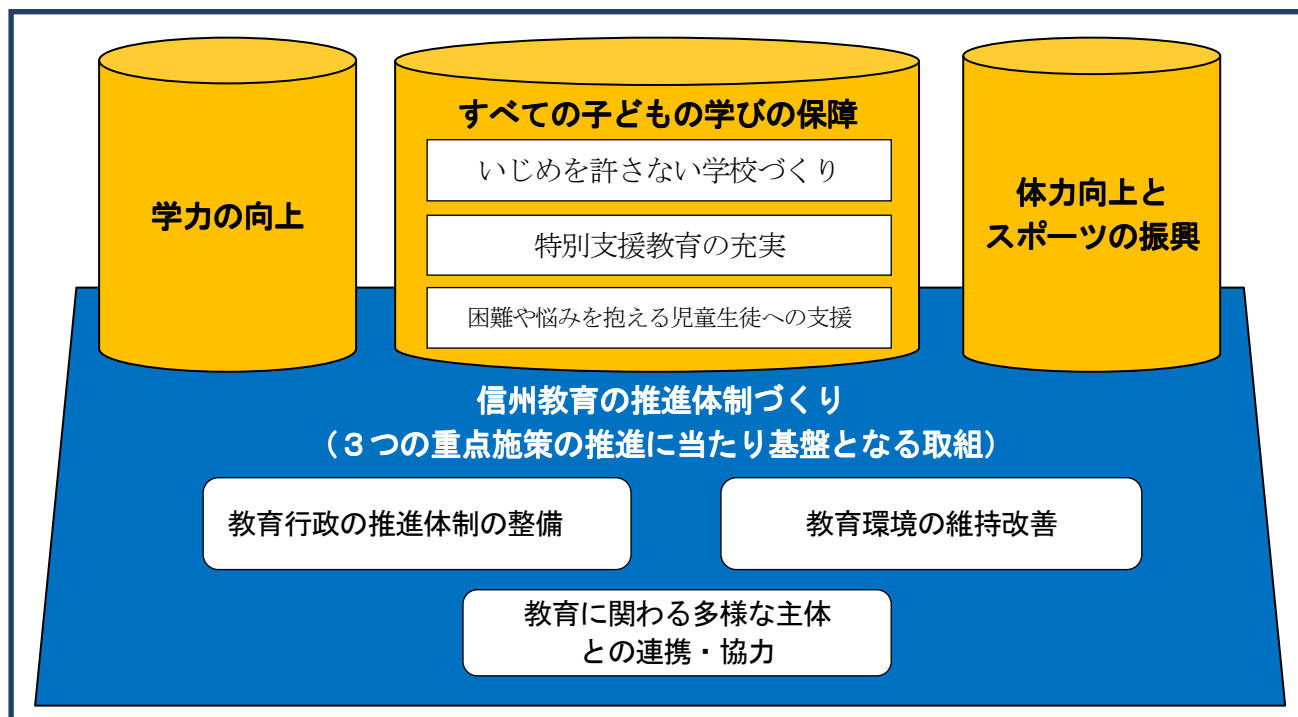 すべての子どもの学びの保障
いじめを許さない学校づくり
特別支援教育の充実
困難や悩みを抱える児童生徒への支援
学力の向上
体力向上と
スポーツの振興
信州教育の推進体制づくり
（３つの重点施策の推進に当たり基盤となる取組）
教育行政の推進体制の整備
教育環境の維持改善
教育に関わる多様な主体
との連携・協力